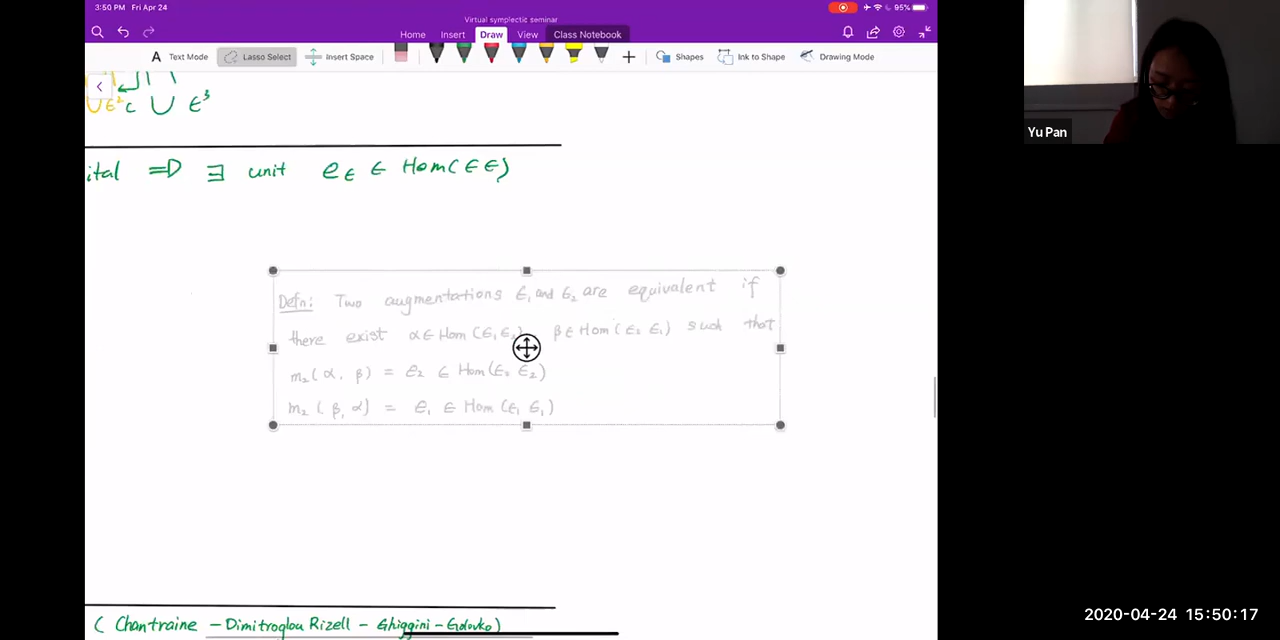 3:50 PM Fri Apr 24
95%
Virtual symplectic seminar
Home Insert Draw View Class Notebook
Text Mode Lasso Select Insert Space Shapes Ink to Shape Drawing Mode
∪ ϵ² c ∪ ϵ³
ital => ∃ unit e_ϵ ∈ Hom(ϵ ϵ)
Defn: Two augmentations ϵ₁ and ϵ₂ are equivalent if
there exist α ∈ Hom(ϵ₁ ϵ₂) β ∈ Hom(ϵ₂ ϵ₁) such that
m₂(α, β) = e₂ ∈ Hom(ϵ₂ ϵ₂)
m₂(β, α) = e₁ ∈ Hom(ϵ₁ ϵ₁)
( Chantraine - Dimitroglou Rizell - Ghiggini - Golovko)
Yu Pan
2020-04-24 15:50:17